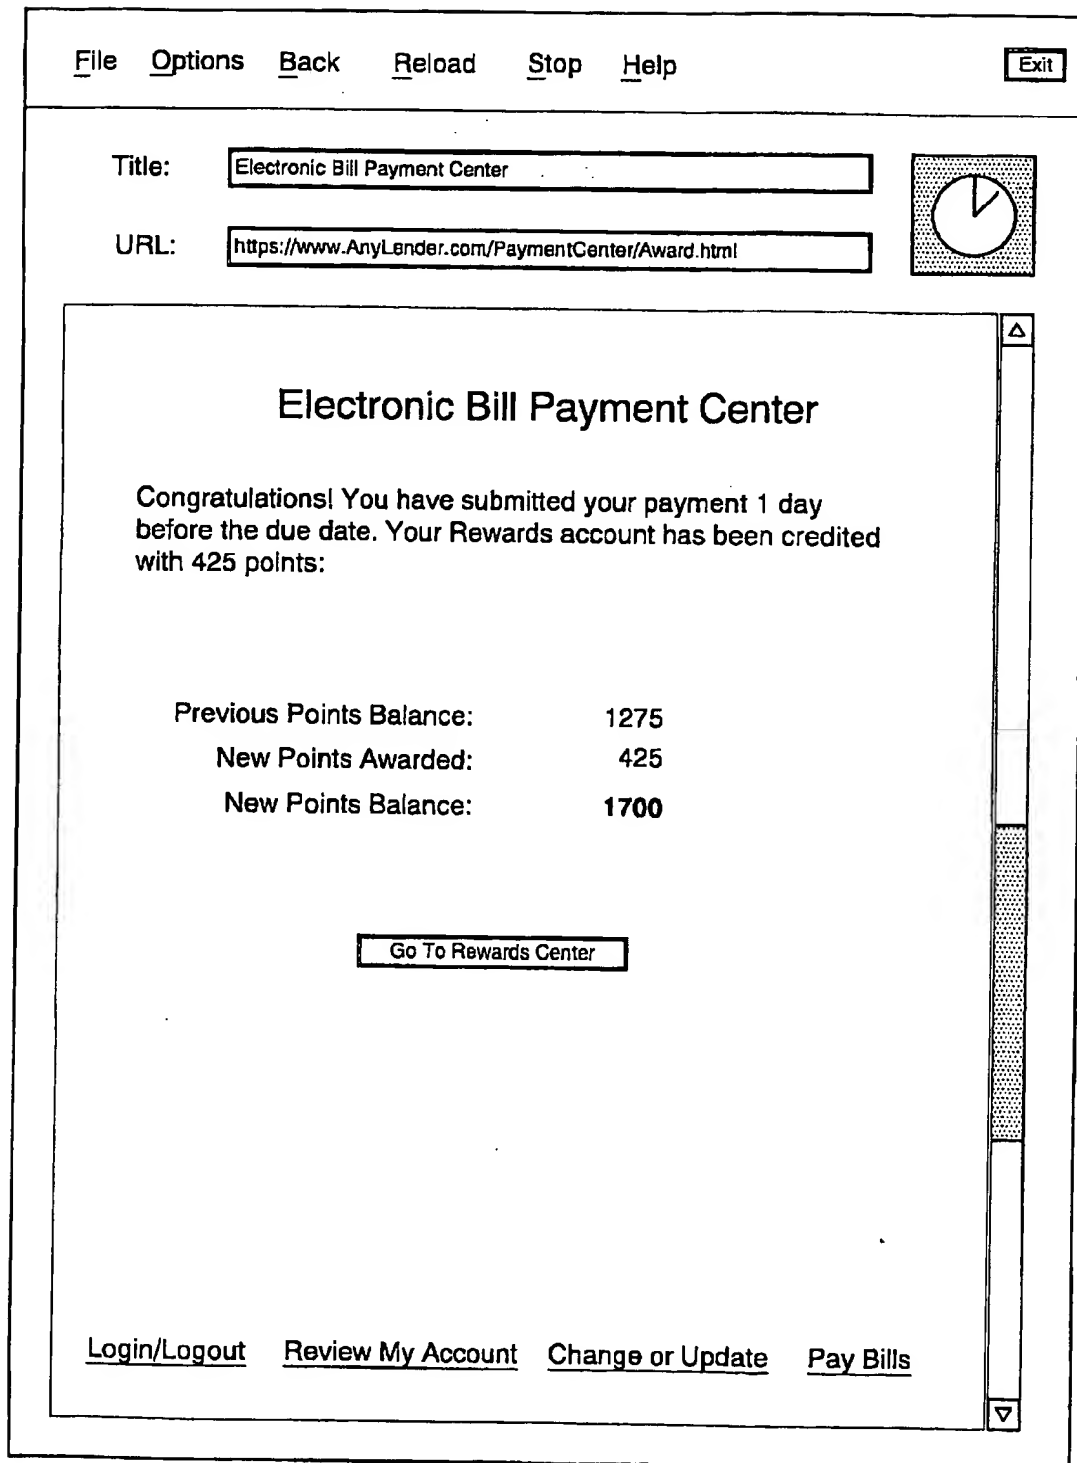 File Options Back Reload Stop Help Exit
Title: Electronic Bill Payment Center
URL: https://www.AnyLender.com/PaymentCenter/Award.html
Electronic Bill Payment Center
Congratulations! You have submitted your payment 1 day
before the due date. Your Rewards account has been credited
with 425 points:
Previous Points Balance: 1275
New Points Awarded: 425
New Points Balance: 1700
Go To Rewards Center
Login/Logout Review My Account Change or Update Pay Bills